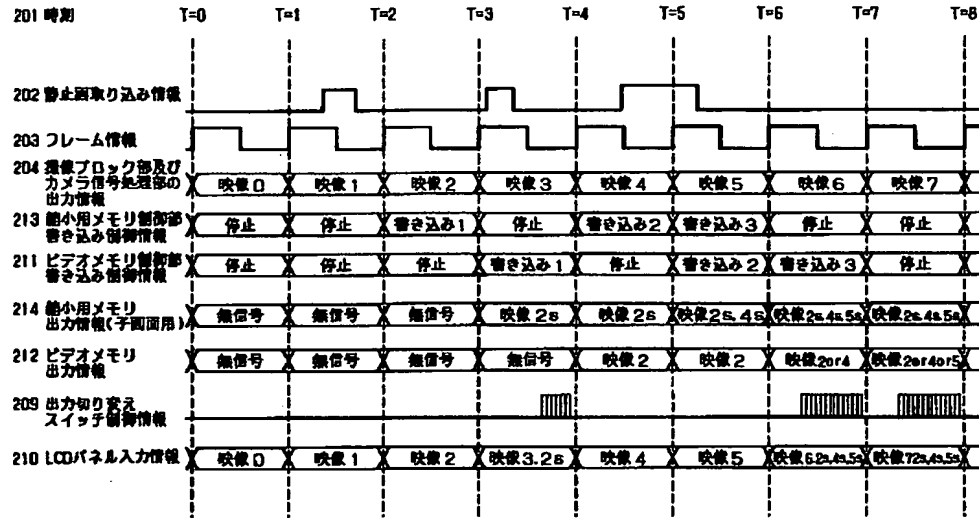 201 時刻 T=0 T=1 T=2 T=3 T=4 T=5 T=6 T=7 T=8
202 静止画取り込み情報
203 フレーム情報
204 撮像ブロック部及び
カメラ信号処理部の
出力情報
映像0 映像1 映像2 映像3 映像4 映像5 映像6 映像7
213 縮小用メモリ制御部
書き込み制御情報
停止 停止 書き込み1 停止 書き込み2 書き込み3 停止 停止
211 ビデオメモリ制御部
書き込み制御情報
停止 停止 停止 書き込み1 停止 書き込み2 書き込み3 停止
214 縮小用メモリ
出力情報(子画面用)
無信号 無信号 無信号 映像2s 映像2s 映像2s,4s 映像2s,4s,5s 映像2s,4s,5s
212 ビデオメモリ
出力情報
無信号 無信号 無信号 無信号 映像2 映像2 映像2or4 映像2or4or5
209 出力切り変え
スイッチ制御情報
210 LCDパネル入力情報 映像0 映像1 映像2 映像3.2s 映像4 映像5 映像6.2s,4s,5s 映像72s,4s,5s